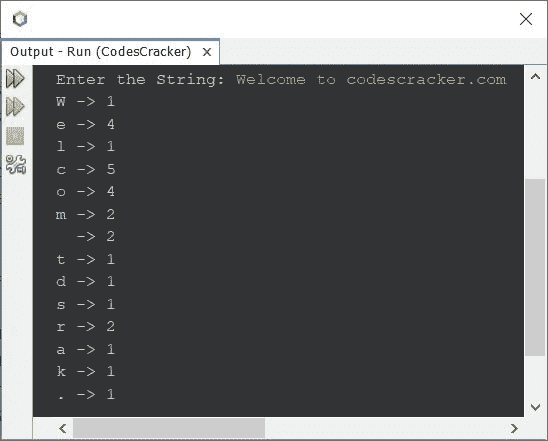 Output - Run (CodesCracker) ×
Enter the String: Welcome to codescracker.com
W -> 1
e -> 4
l -> 1
c -> 5
o -> 4
m -> 2
  -> 2
t -> 1
d -> 1
s -> 1
r -> 2
a -> 1
k -> 1
. -> 1